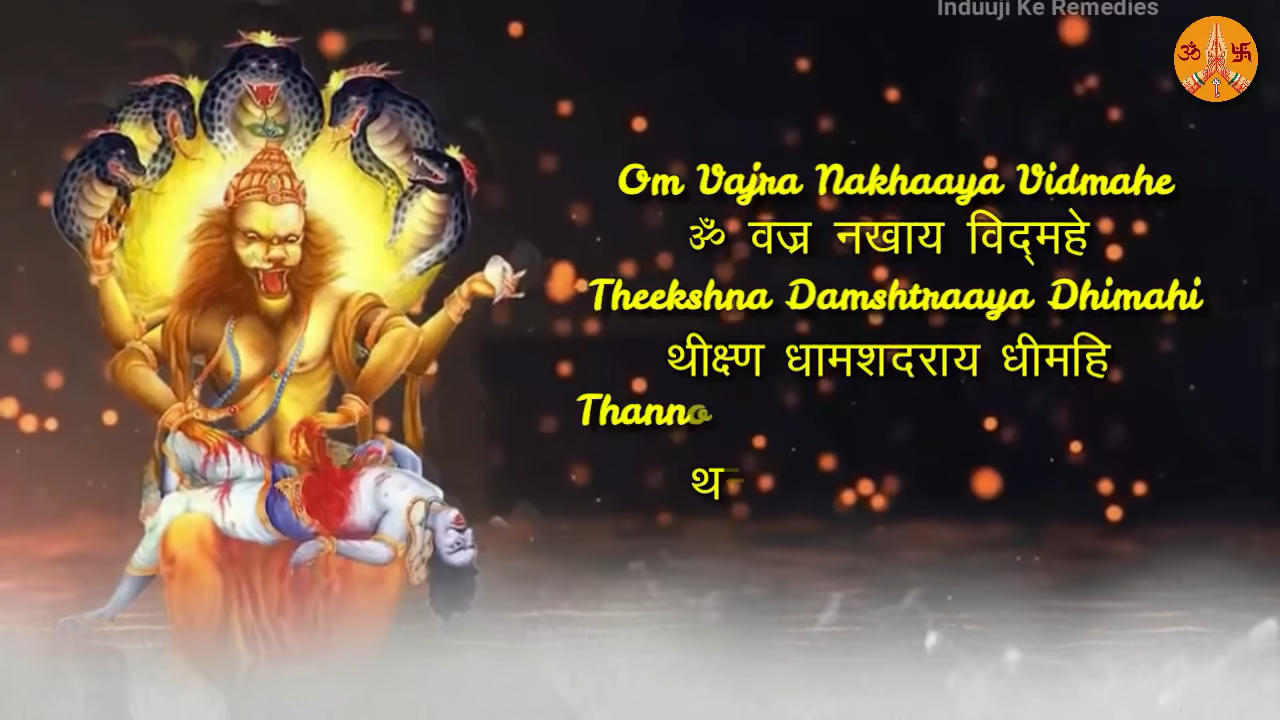 Induuji Ke Remedies
Om Vajra Nakhaaya Vidmahe
ॐ वज्र नखाय विद्महे
Theekshna Damshtraaya Dhimahi
थीक्ष्ण धामशदराय धीमहि
Thanno
थ
ॐ